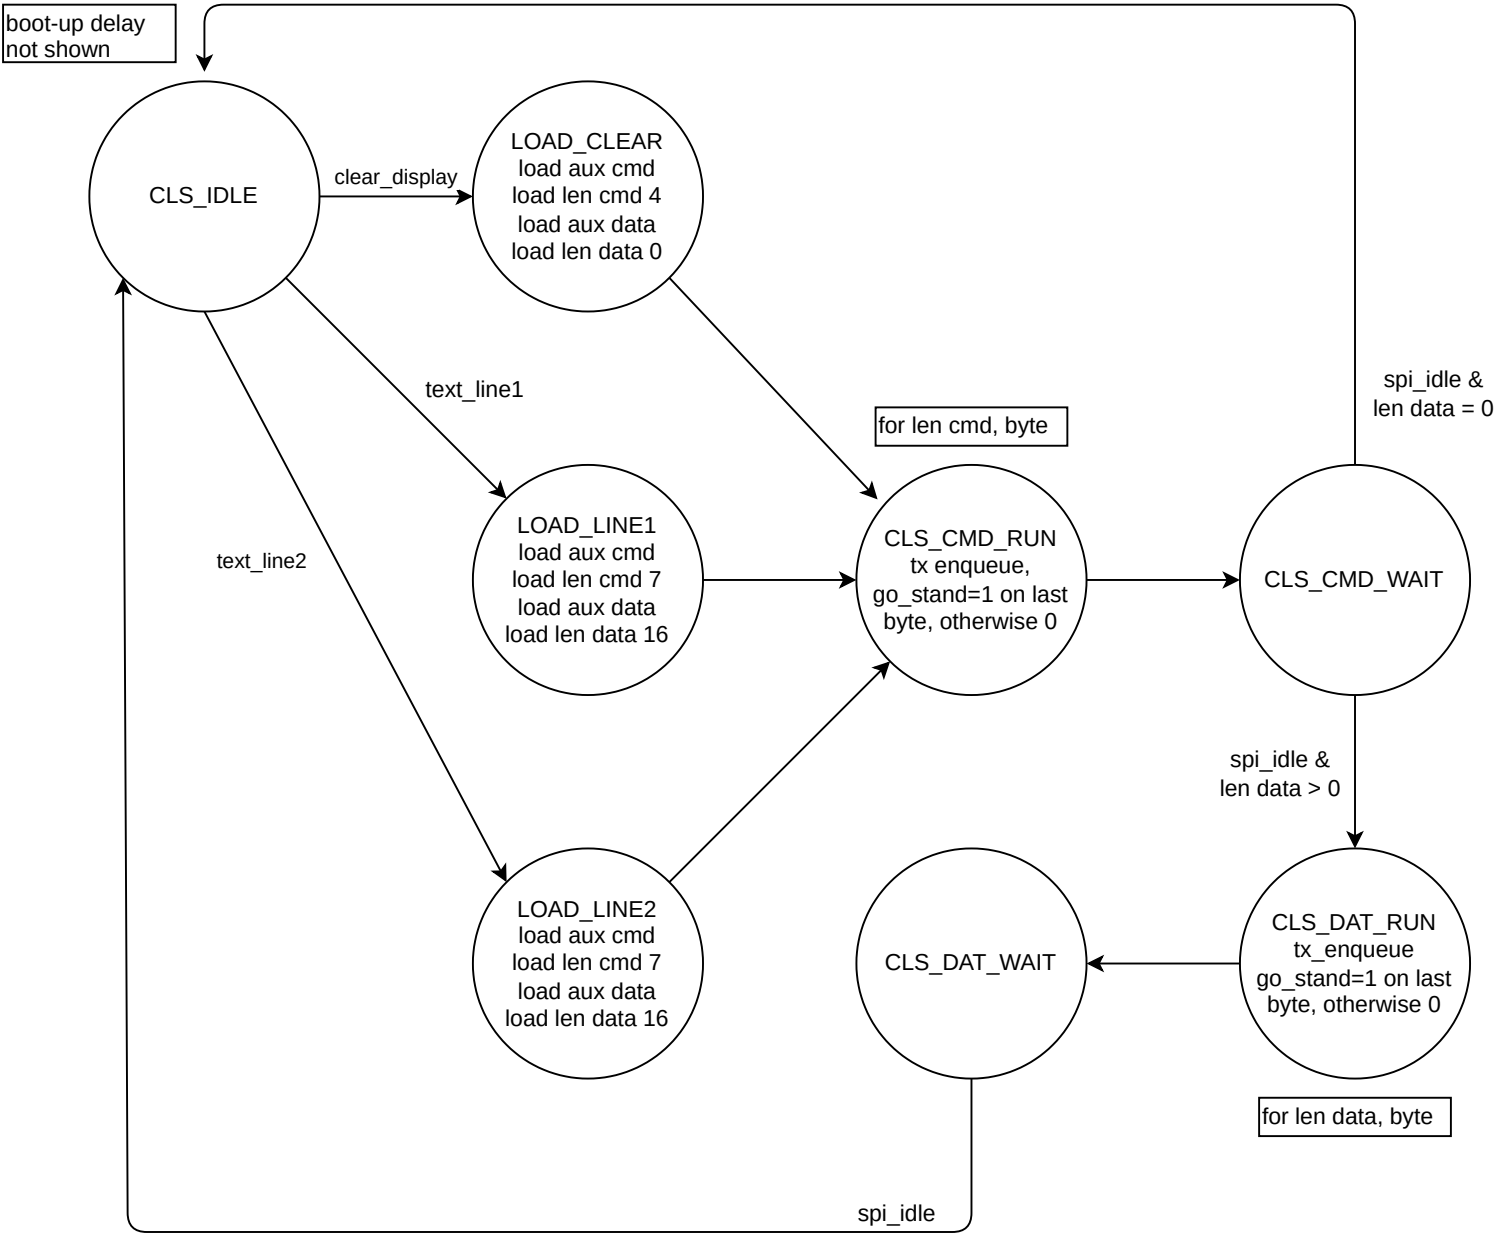 boot-up delay
not shown
CLS_IDLE
clear_display
LOAD_CLEAR
load aux cmd
load len cmd 4
load aux data
load len data 0
text_line1
text_line2
spi_idle &
len data = 0
for len cmd, byte
LOAD_LINE1
load aux cmd
load len cmd 7
load aux data
load len data 16
CLS_CMD_RUN
tx enqueue,
go_stand=1 on last
byte, otherwise 0
CLS_CMD_WAIT
spi_idle &
len data > 0
LOAD_LINE2
load aux cmd
load len cmd 7
load aux data
load len data 16
CLS_DAT_WAIT
CLS_DAT_RUN
tx_enqueue
go_stand=1 on last
byte, otherwise 0
for len data, byte
spi_idle